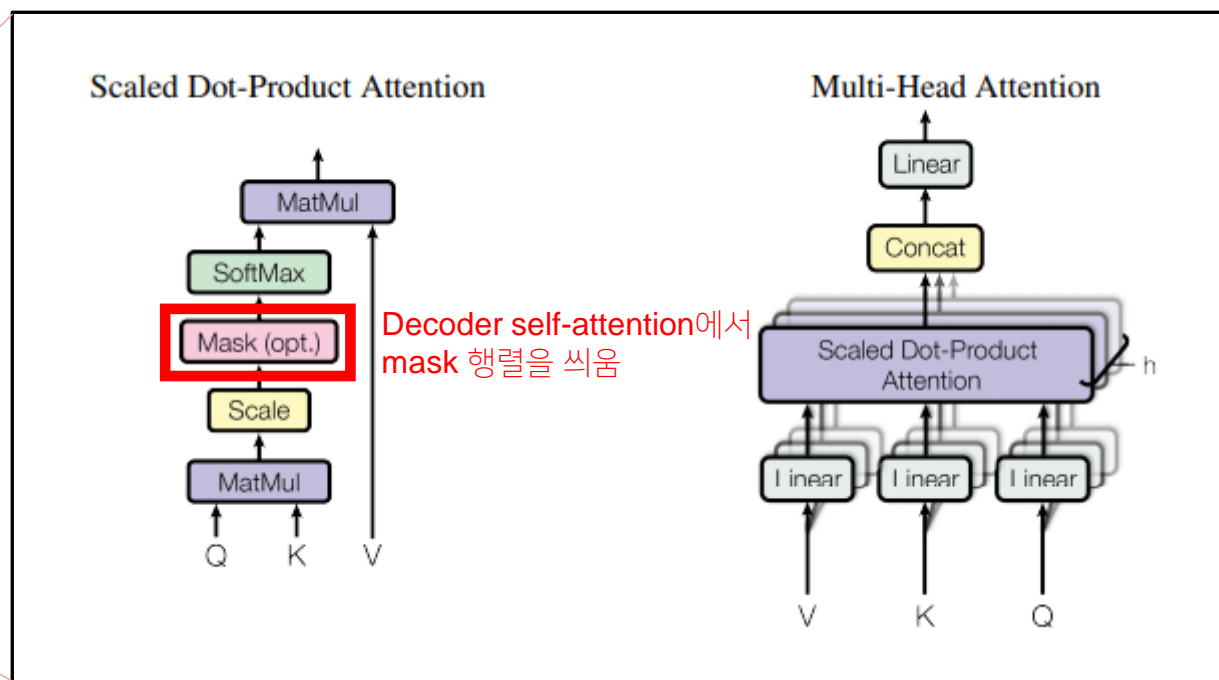 Scaled Dot-Product Attention
MatMul
SoftMax
Mask (opt.)
Scale
MatMul
Q
K
V
Decoder self-attention에서
mask 행렬을 씌움
Multi-Head Attention
Linear
Concat
Scaled Dot-Product
Attention
h
Linear
Linear
Linear
V
K
Q